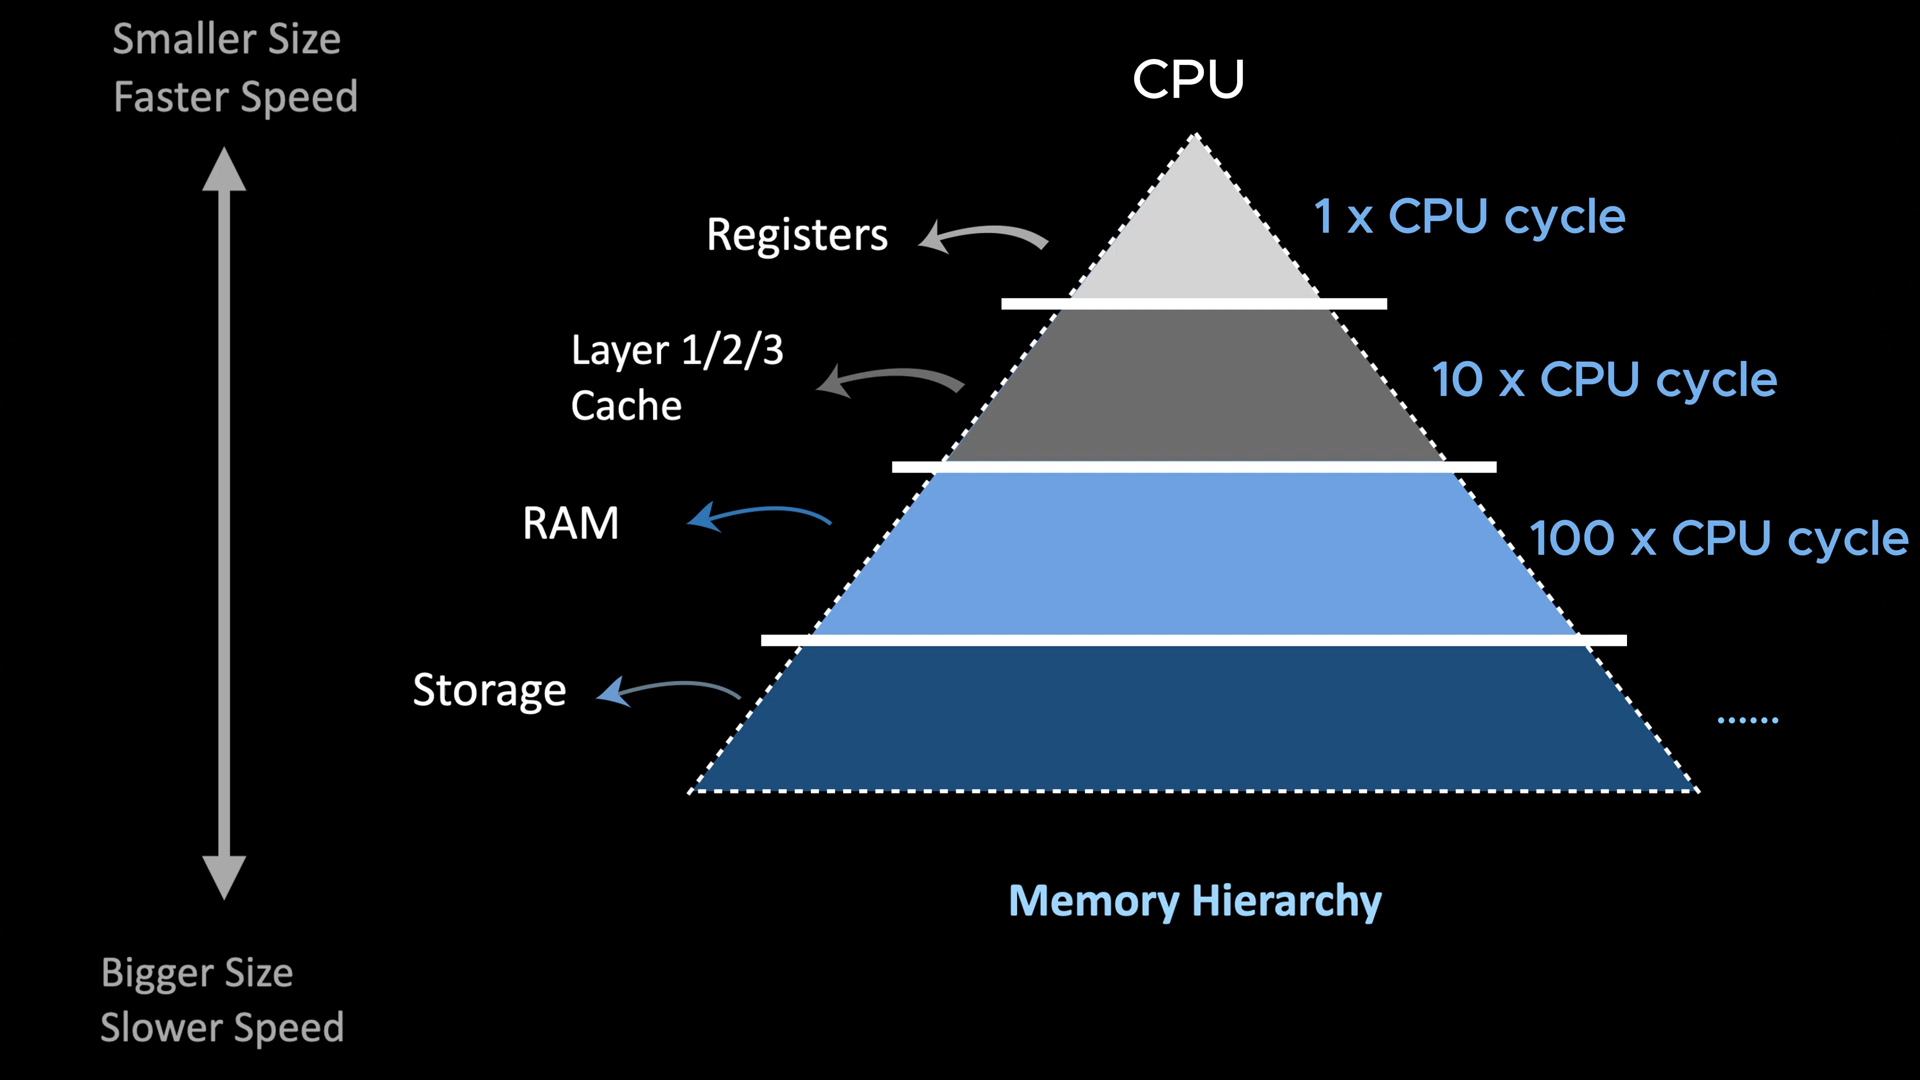 Smaller Size
Faster Speed
CPU
Registers
1 x CPU cycle
Layer 1/2/3
Cache
10 x CPU cycle
RAM
100 x CPU cycle
Storage
......
Memory Hierarchy
Bigger Size
Slower Speed